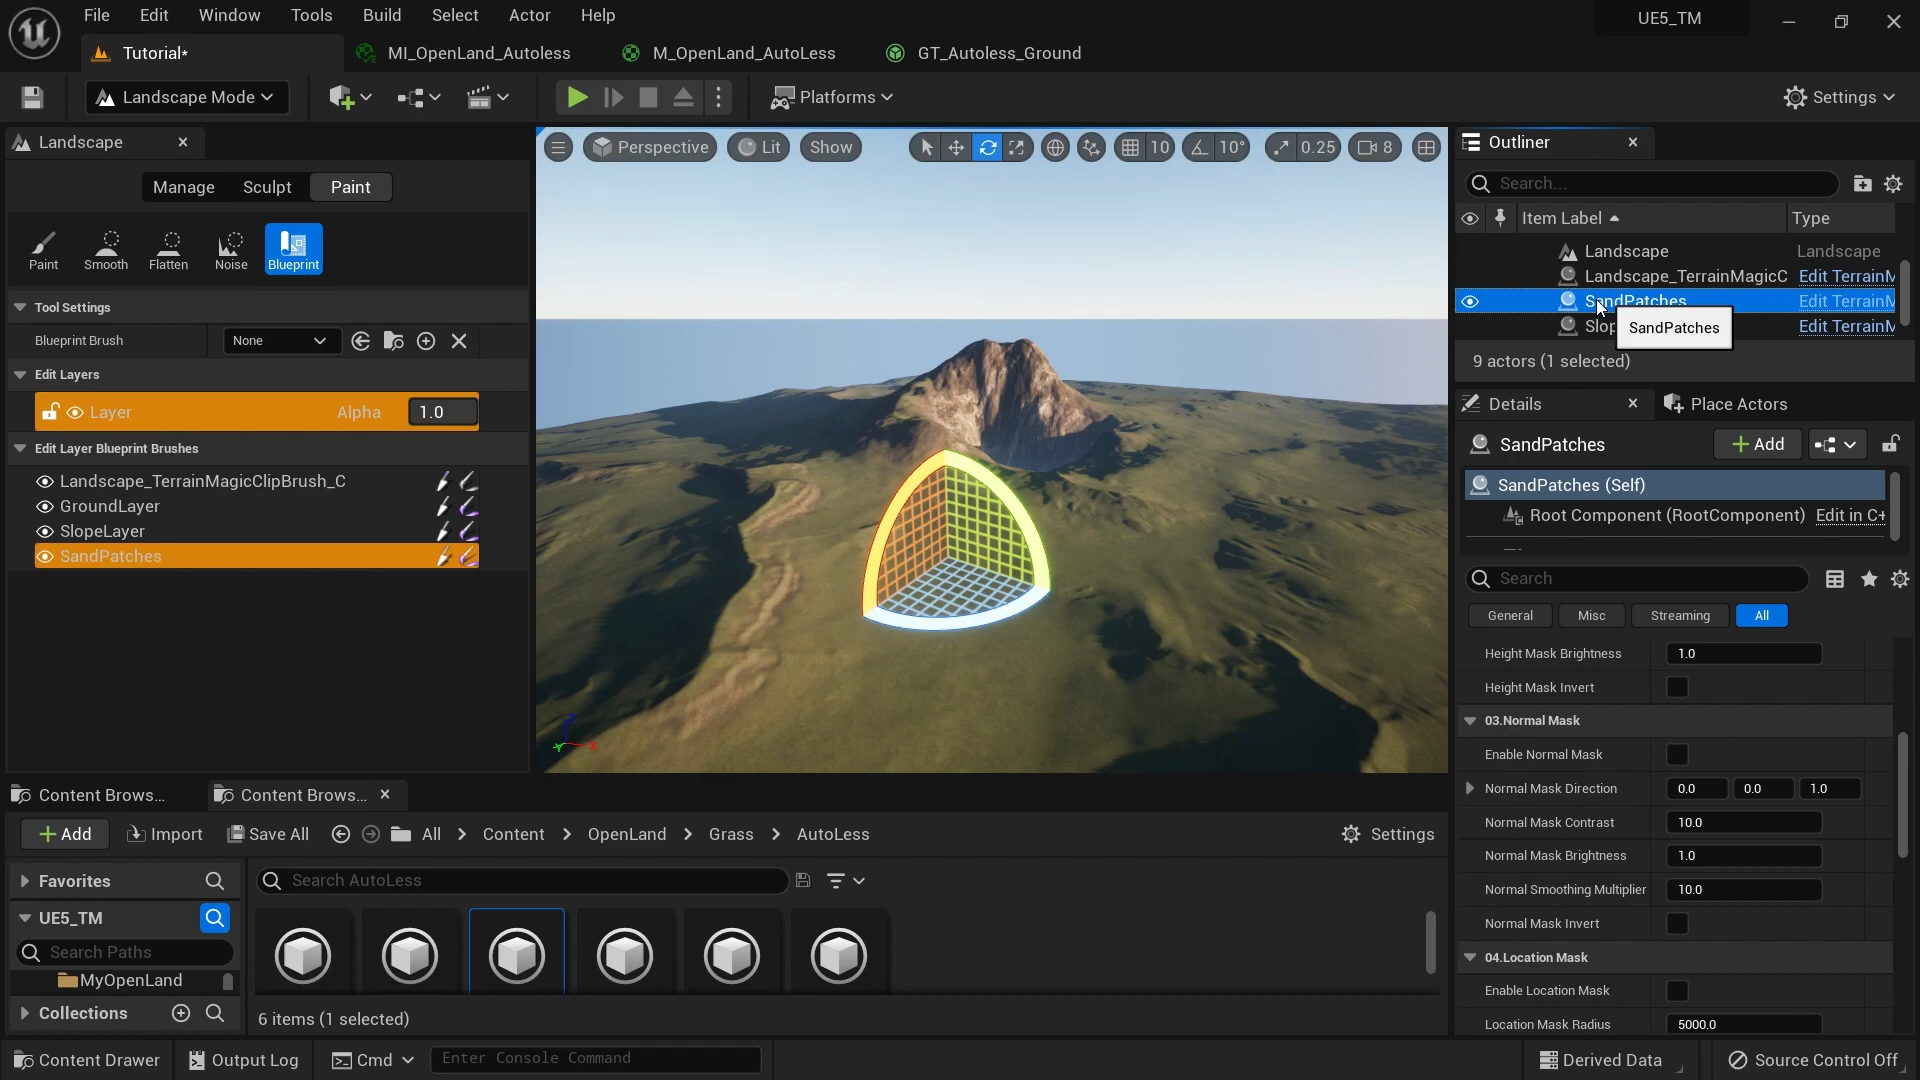 File Edit Window Tools Build Select Actor Help
UE5_TM
Tutorial*
MI_OpenLand_Autoless
M_OpenLand_AutoLess
GT_Autoless_Ground
Landscape Mode
Platforms
Settings
Landscape
Manage
Sculpt
Paint
Paint
Smooth
Flatten
Noise
Blueprint
Tool Settings
Blueprint Brush
None
Edit Layers
Layer
Alpha
1.0
Edit Layer Blueprint Brushes
Landscape_TerrainMagicClipBrush_C
GroundLayer
SlopeLayer
SandPatches
Perspective
Lit
Show
10
10°
0.25
8
Outliner
Search...
Item Label
Type
Landscape
Landscape
Landscape_TerrainMagicC
Edit TerrainM
SandPatches
Edit TerrainM
Slop
Edit TerrainM
SandPatches
9 actors (1 selected)
Details
Place Actors
SandPatches
Add
SandPatches (Self)
Root Component (RootComponent)
Edit in C+
Search
General
Misc
Streaming
All
Height Mask Brightness
1.0
Height Mask Invert
03.Normal Mask
Enable Normal Mask
Normal Mask Direction
0.0
0.0
1.0
Normal Mask Contrast
10.0
Normal Mask Brightness
1.0
Normal Smoothing Multiplier
10.0
Normal Mask Invert
04.Location Mask
Enable Location Mask
Location Mask Radius
5000.0
Content Brows...
Content Brows...
Add
Import
Save All
All
Content
OpenLand
Grass
AutoLess
Settings
Favorites
UE5_TM
Search Paths
MyOpenLand
Collections
Search AutoLess
6 items (1 selected)
Content Drawer
Output Log
Cmd
Enter Console Command
Derived Data
Source Control Off